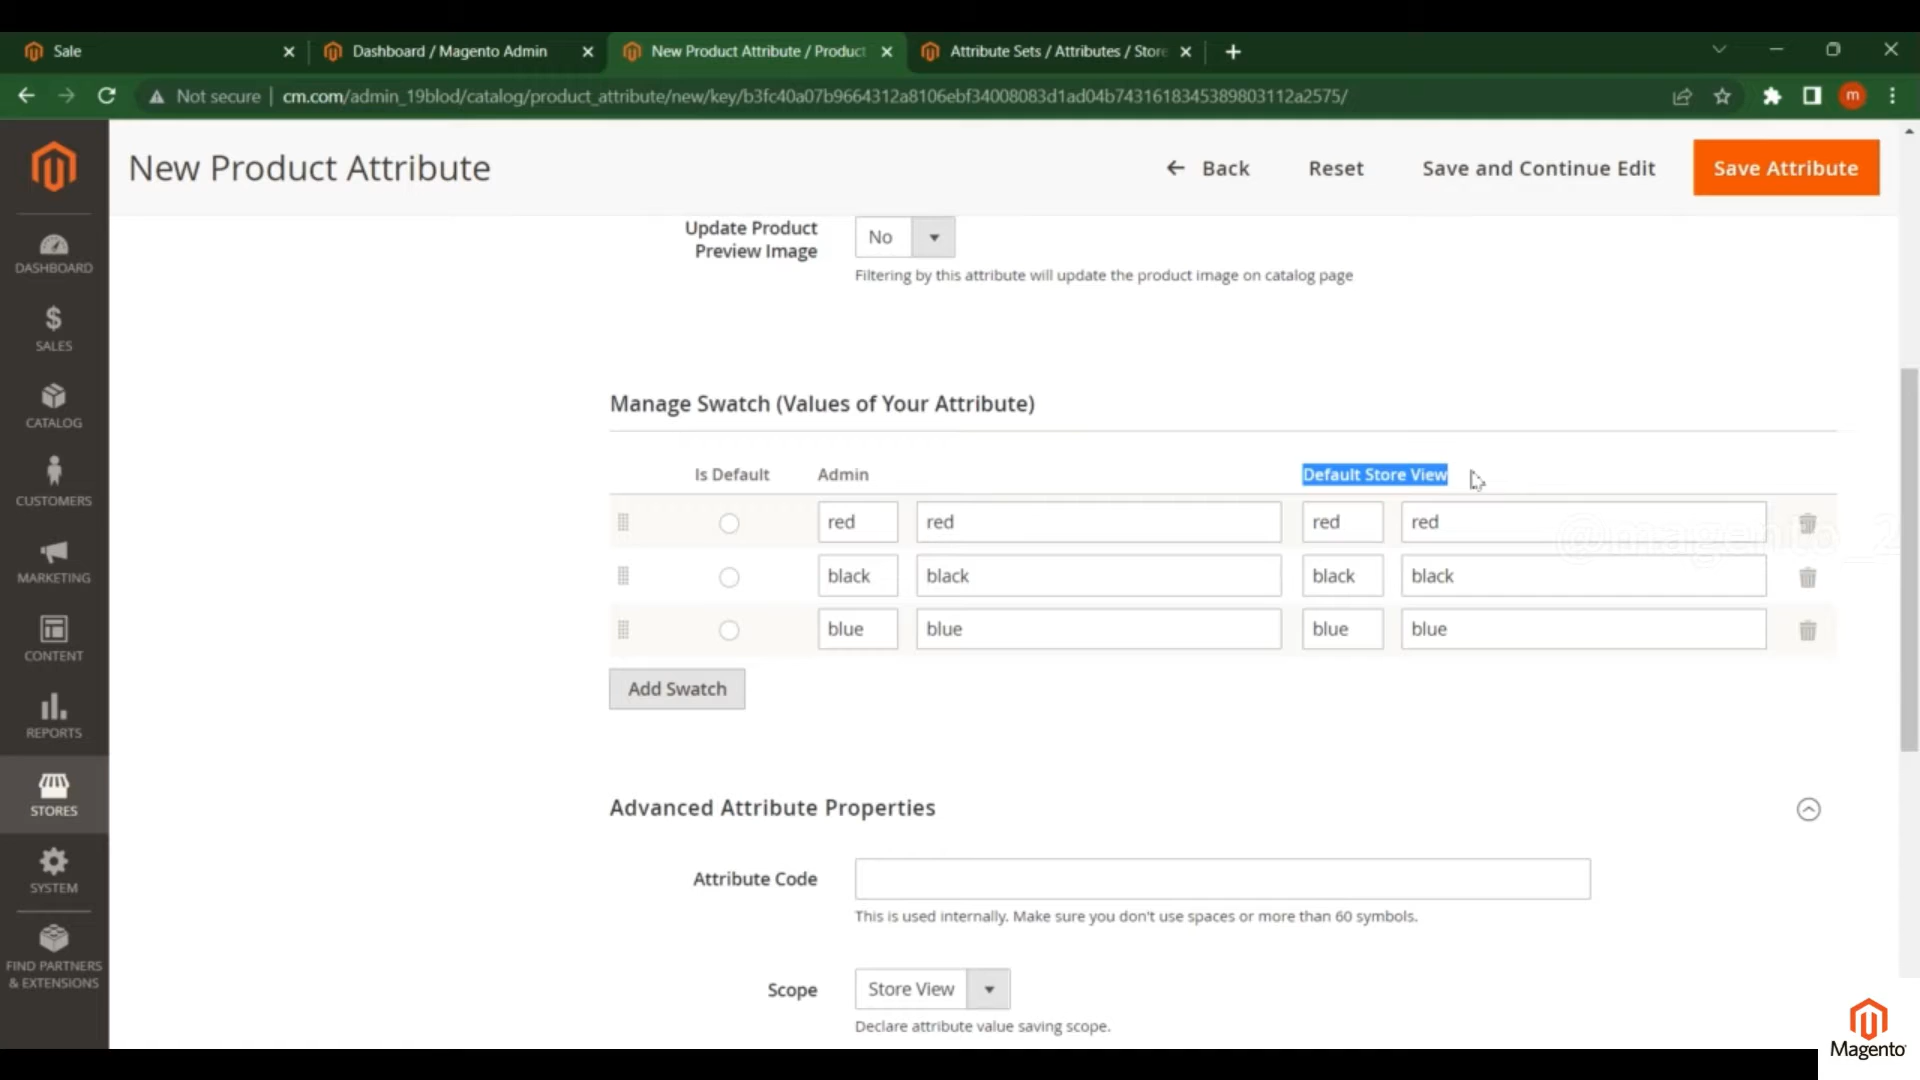 Sale
Dashboard / Magento Admin
New Product Attribute / Product
Attribute Sets / Attributes / Store
Not secure
cm.com/admin_19blod/catalog/product_attribute/new/key/b3fc40a07b9664312a8106ebf34008083d1ad04b7431618345389803112a2575/
m
New Product Attribute
Back
Reset
Save and Continue Edit
Save Attribute
DASHBOARD
SALES
CATALOG
CUSTOMERS
MARKETING
CONTENT
REPORTS
STORES
SYSTEM
FIND PARTNERS
& EXTENSIONS
Update Product
Preview Image
No
Filtering by this attribute will update the product image on catalog page
Manage Swatch (Values of Your Attribute)
Is Default Admin Default Store View
red red red red
black black black black
blue blue blue blue
Add Swatch
Advanced Attribute Properties
Attribute Code
This is used internally. Make sure you don't use spaces or more than 60 symbols.
Scope
Store View
Declare attribute value saving scope.
Magento